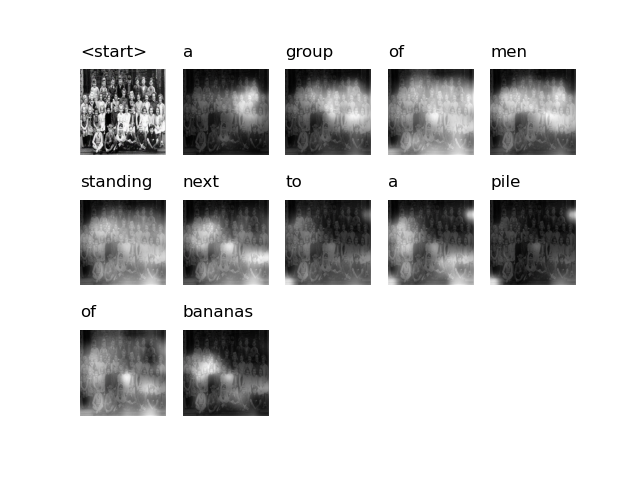 <start> a group of men
standing next to a pile
of bananas